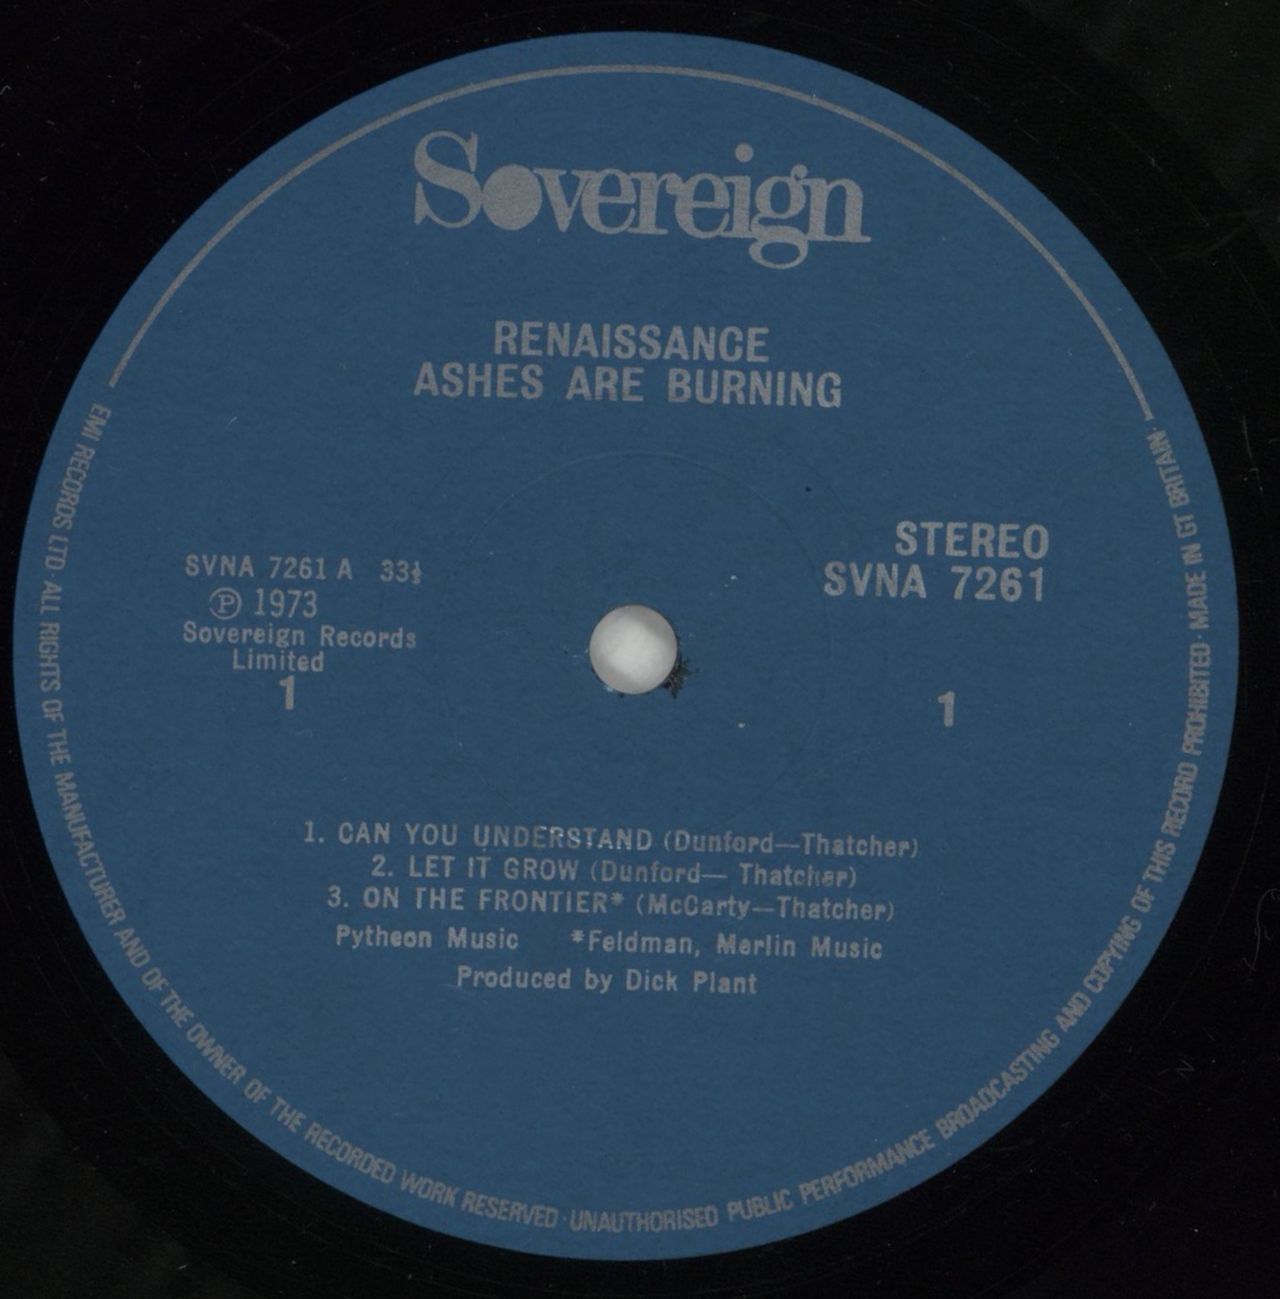 Sovereign
RENAISSANCE
ASHES ARE BURNING
STEREO
SVNA 7261
SVNA 7261 A 33⅓
Ⓟ 1973
Sovereign Records
Limited
1
1
1. CAN YOU UNDERSTAND (Dunford—Thatcher)
2. LET IT GROW (Dunford— Thatcher)
3. ON THE FRONTIER* (McCarty—Thatcher)
Pytheon Music *Feldman, Merlin Music
Produced by Dick Plant
EMI RECORDS LTD · ALL RIGHTS OF THE MANUFACTURER AND OF THE OWNER OF THE RECORDED WORK RESERVED · UNAUTHORISED PUBLIC PERFORMANCE BROADCASTING AND COPYING OF THIS RECORD PROHIBITED · MADE IN GT BRITAIN ·